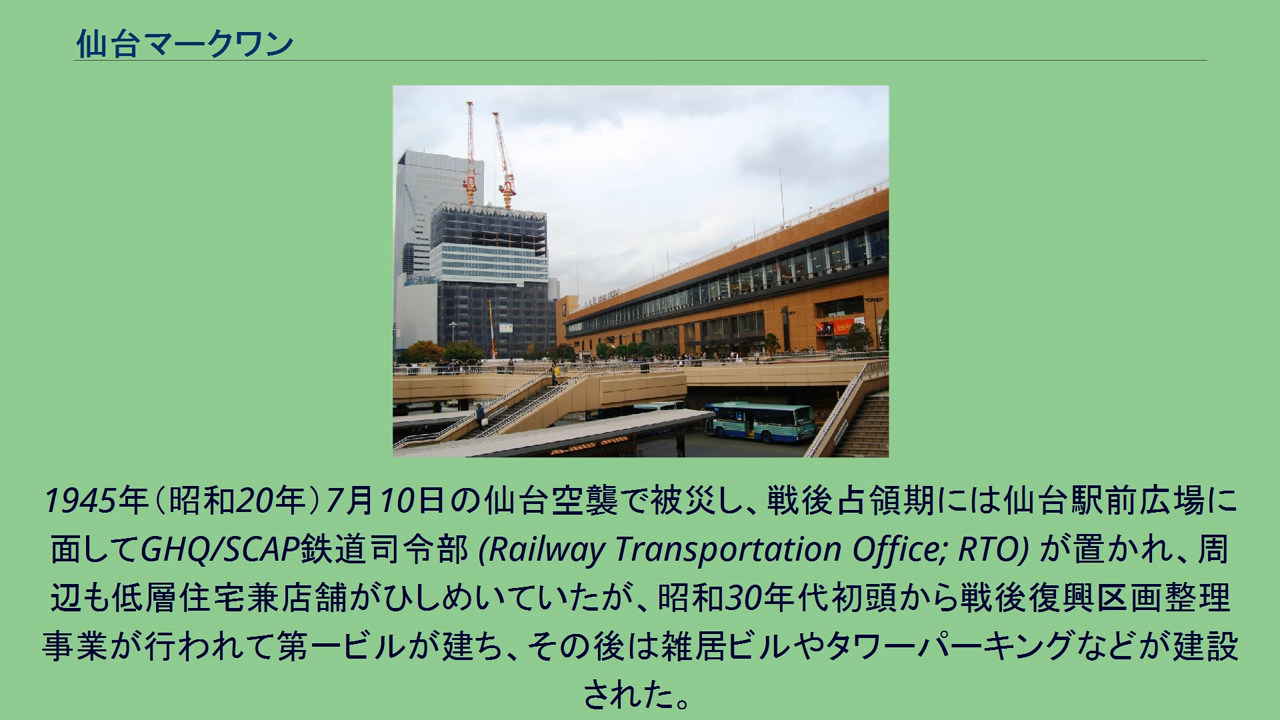 仙台マークワン
1945年（昭和20年）7月10日の仙台空襲で被災し、戦後占領期には仙台駅前広場に
面してGHQ/SCAP鉄道司令部 (Railway Transportation Office; RTO) が置かれ、周
辺も低層住宅兼店舗がひしめいていたが、昭和30年代初頭から戦後復興区画整理
事業が行われて第一ビルが建ち、その後は雑居ビルやタワーパーキングなどが建設
された。